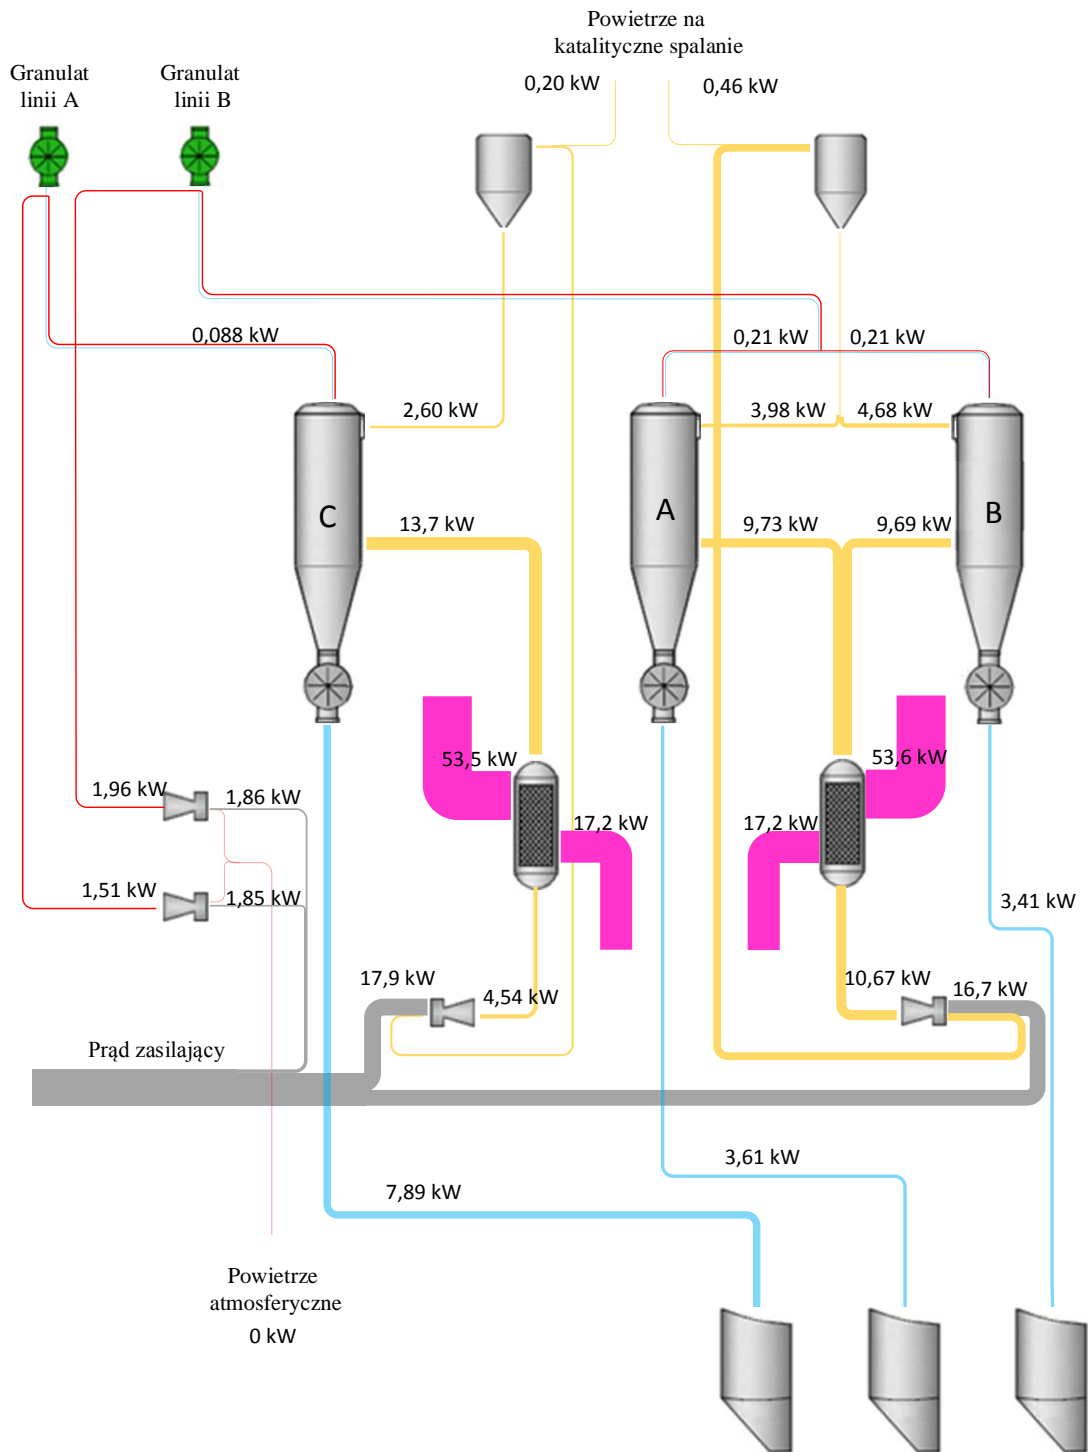 Powietrze na
katalityczne spalanie
0,20 kW
0,46 kW
Granulat
linii A
Granulat
linii B
0,088 kW
0,21 kW
0,21 kW
2,60 kW
3,98 kW
4,68 kW
C
A
B
13,7 kW
9,73 kW
9,69 kW
53,5 kW
53,6 kW
1,96 kW
1,86 kW
17,2 kW
17,2 kW
1,51 kW
1,85 kW
3,41 kW
17,9 kW
4,54 kW
10,67 kW
16,7 kW
Prąd zasilający
3,61 kW
7,89 kW
Powietrze
atmosferyczne
0 kW